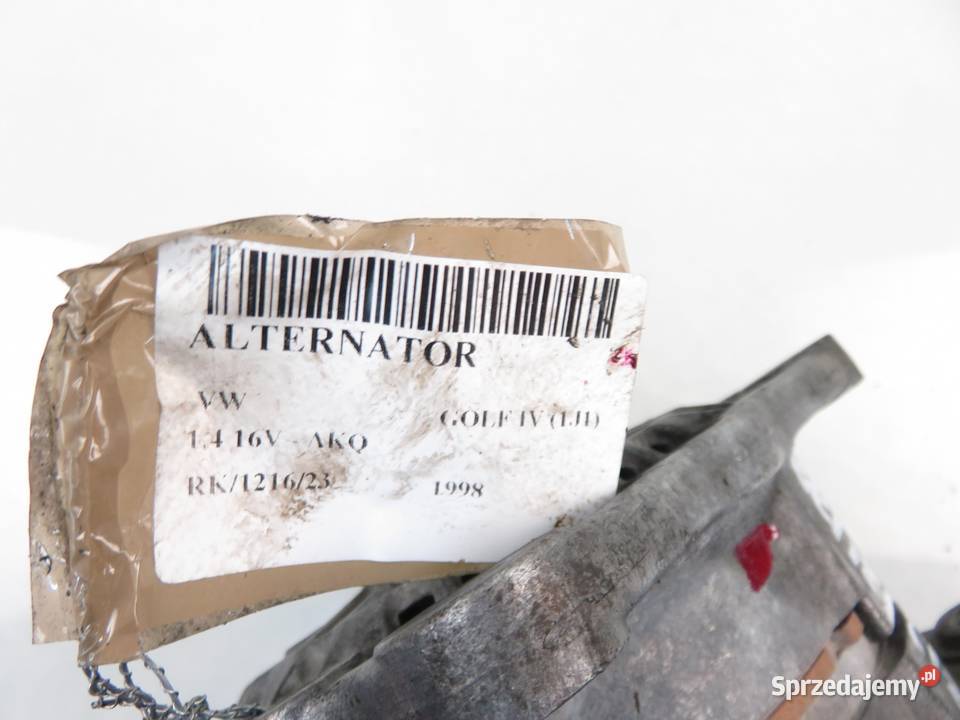 ALTERNATOR
VW GOLF IV (1J1)
1.4 16V - AKQ
RK/1216/23 1998
Sprzedajemy.pl